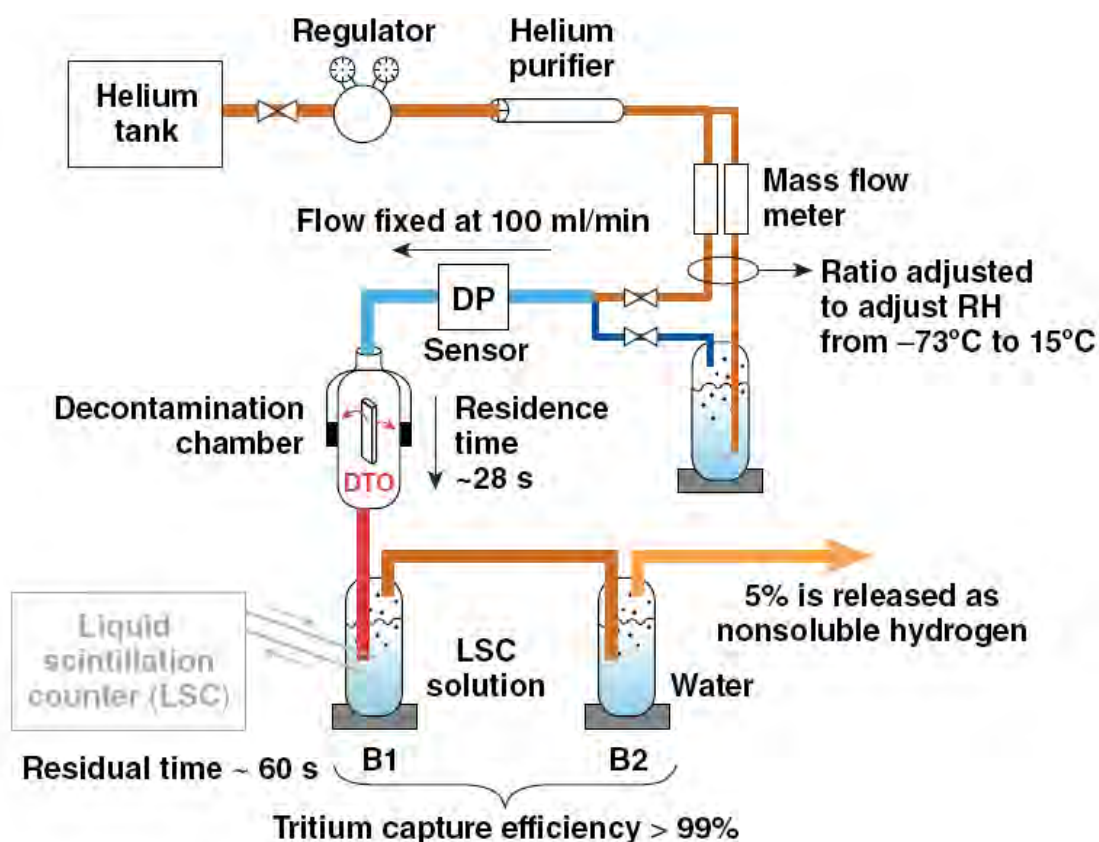 Regulator
Helium
purifier
Helium
tank
Mass flow
meter
Flow fixed at 100 ml/min
Ratio adjusted
to adjust RH
from –73°C to 15°C
DP
Sensor
Decontamination
chamber
Residence
time
~28 s
DTO
5% is released as
nonsoluble hydrogen
Liquid
scintillation
counter (LSC)
LSC
solution
Water
Residual time ~ 60 s
B1
B2
Tritium capture efficiency > 99%